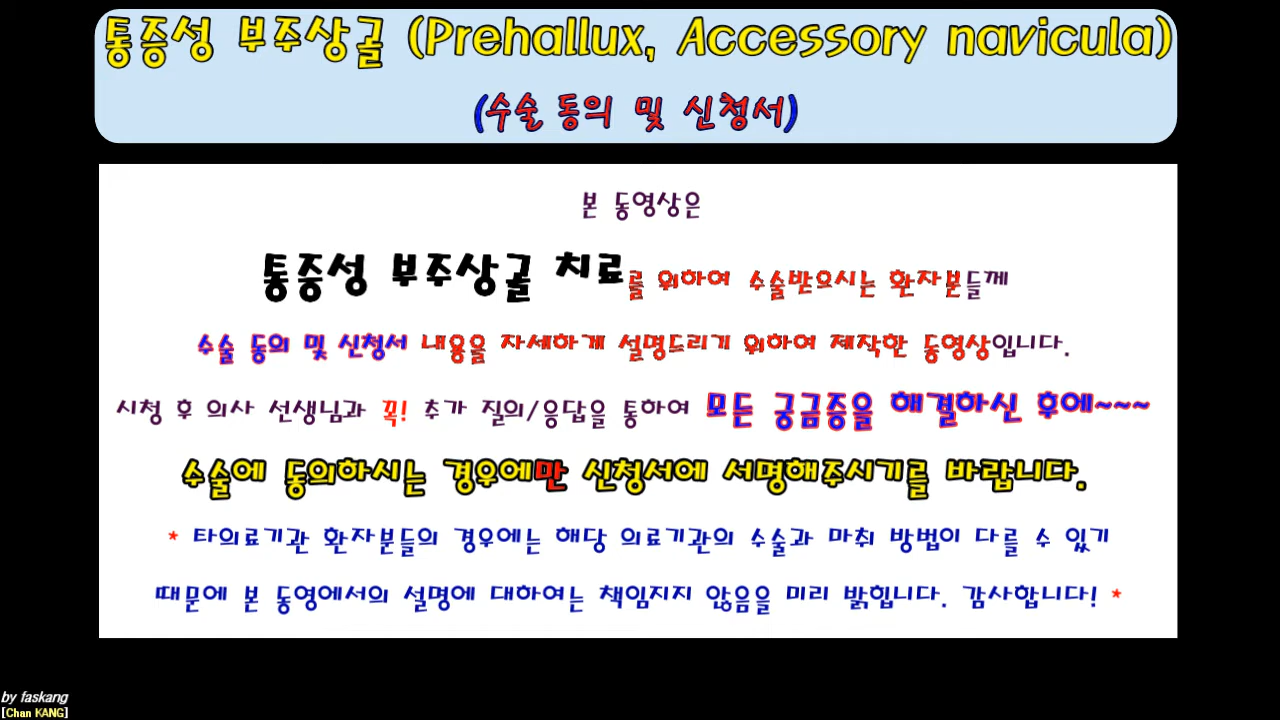 통증성 부주상골 (Prehallux, Accessory navicula)
(수술 동의 및 신청서)
본 동영상은
통증성 부주상골 치료를 위하여 수술받으시는 환자분들께
수술 동의 및 신청서 내용을 자세하게 설명드리기 위하여 제작한 동영상입니다.
시청 후 의사 선생님과 꼭! 추가 질의/응답을 통하여 모든 궁금증을 해결하신 후에~~~
수술에 동의하시는 경우에만 신청서에 서명해주시기를 바랍니다.
* 타의료기관 환자분들의 경우에는 해당 의료기관의 수술과 마취 방법이 다를 수 있기
때문에 본 동영에서의 설명에 대하여는 책임지지 않음을 미리 밝힙니다. 감사합니다! *
by faskang
[Chan KANG]